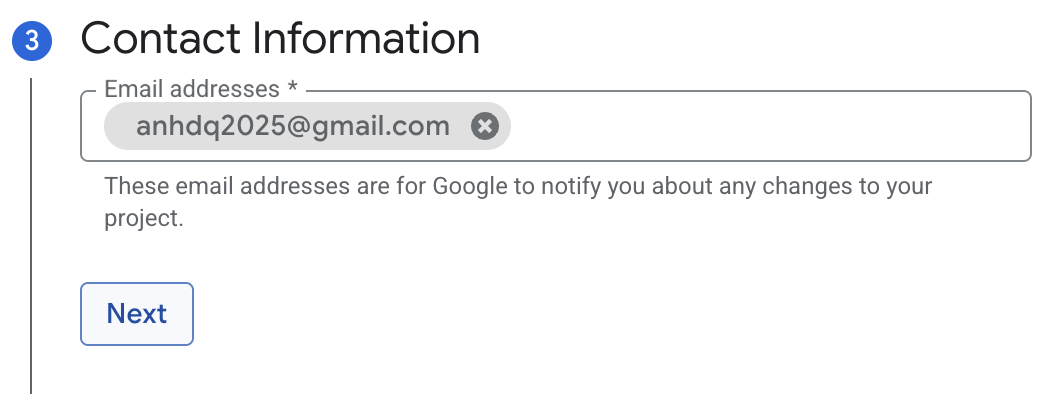 3 Contact Information
Email addresses *
anhdq2025@gmail.com
These email addresses are for Google to notify you about any changes to your
project.
Next